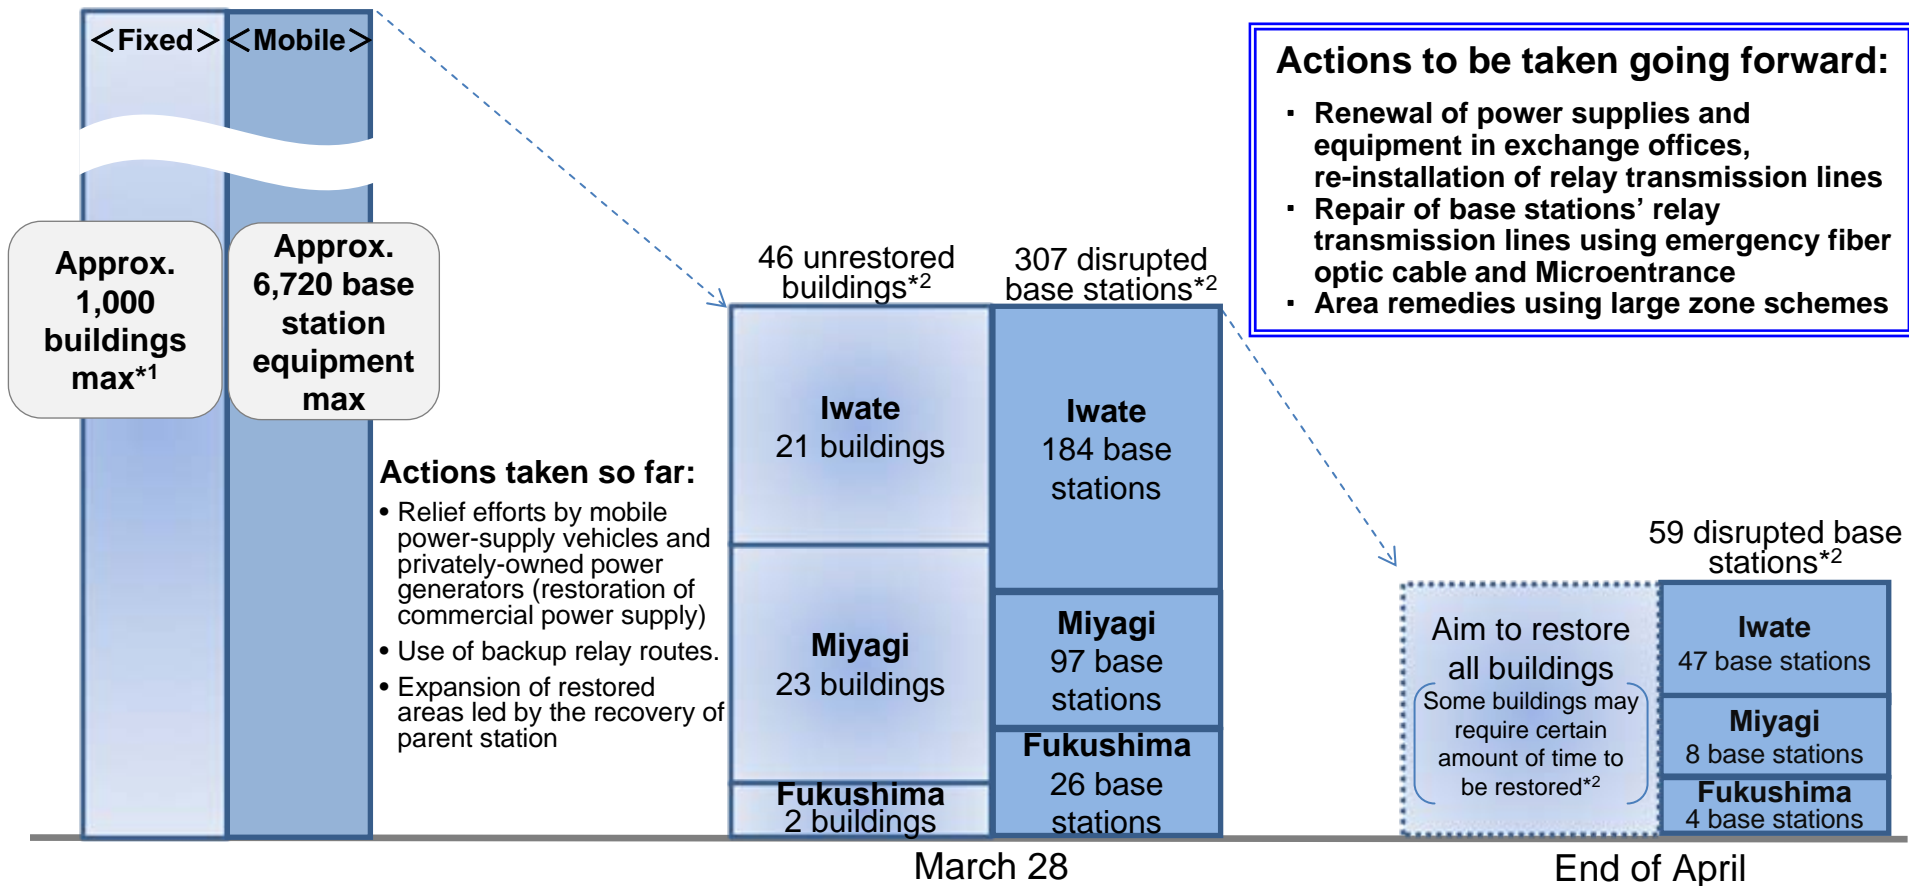 ＜Fixed＞
＜Mobile＞
Approx.
1,000
buildings
max*1
Approx.
6,720 base
station
equipment
max
Actions taken so far:
• Relief efforts by mobile
power-supply vehicles and
privately-owned power
generators (restoration of
commercial power supply)
• Use of backup relay routes.
• Expansion of restored
areas led by the recovery of
parent station
46 unrestored
buildings*2
Iwate
21 buildings
Miyagi
23 buildings
Fukushima
2 buildings
307 disrupted
base stations*2
Iwate
184 base
stations
Miyagi
97 base
stations
Fukushima
26 base
stations
March 28
Actions to be taken going forward:
▪ Renewal of power supplies and
equipment in exchange offices,
re-installation of relay transmission lines
▪ Repair of base stations’ relay
transmission lines using emergency fiber
optic cable and Microentrance
▪ Area remedies using large zone schemes
Aim to restore
all buildings
Some buildings may
require certain
amount of time to
be restored*2
59 disrupted base
stations*2
Iwate
47 base stations
Miyagi
8 base stations
Fukushima
4 base stations
End of April